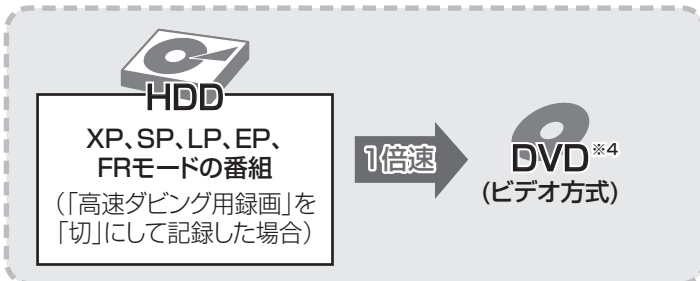 HDD
XP、SP、LP、EP、
FRモードの番組
(「高速ダビング用録画」を
「切」にして記録した場合)
1倍速
DVD※4
(ビデオ方式)